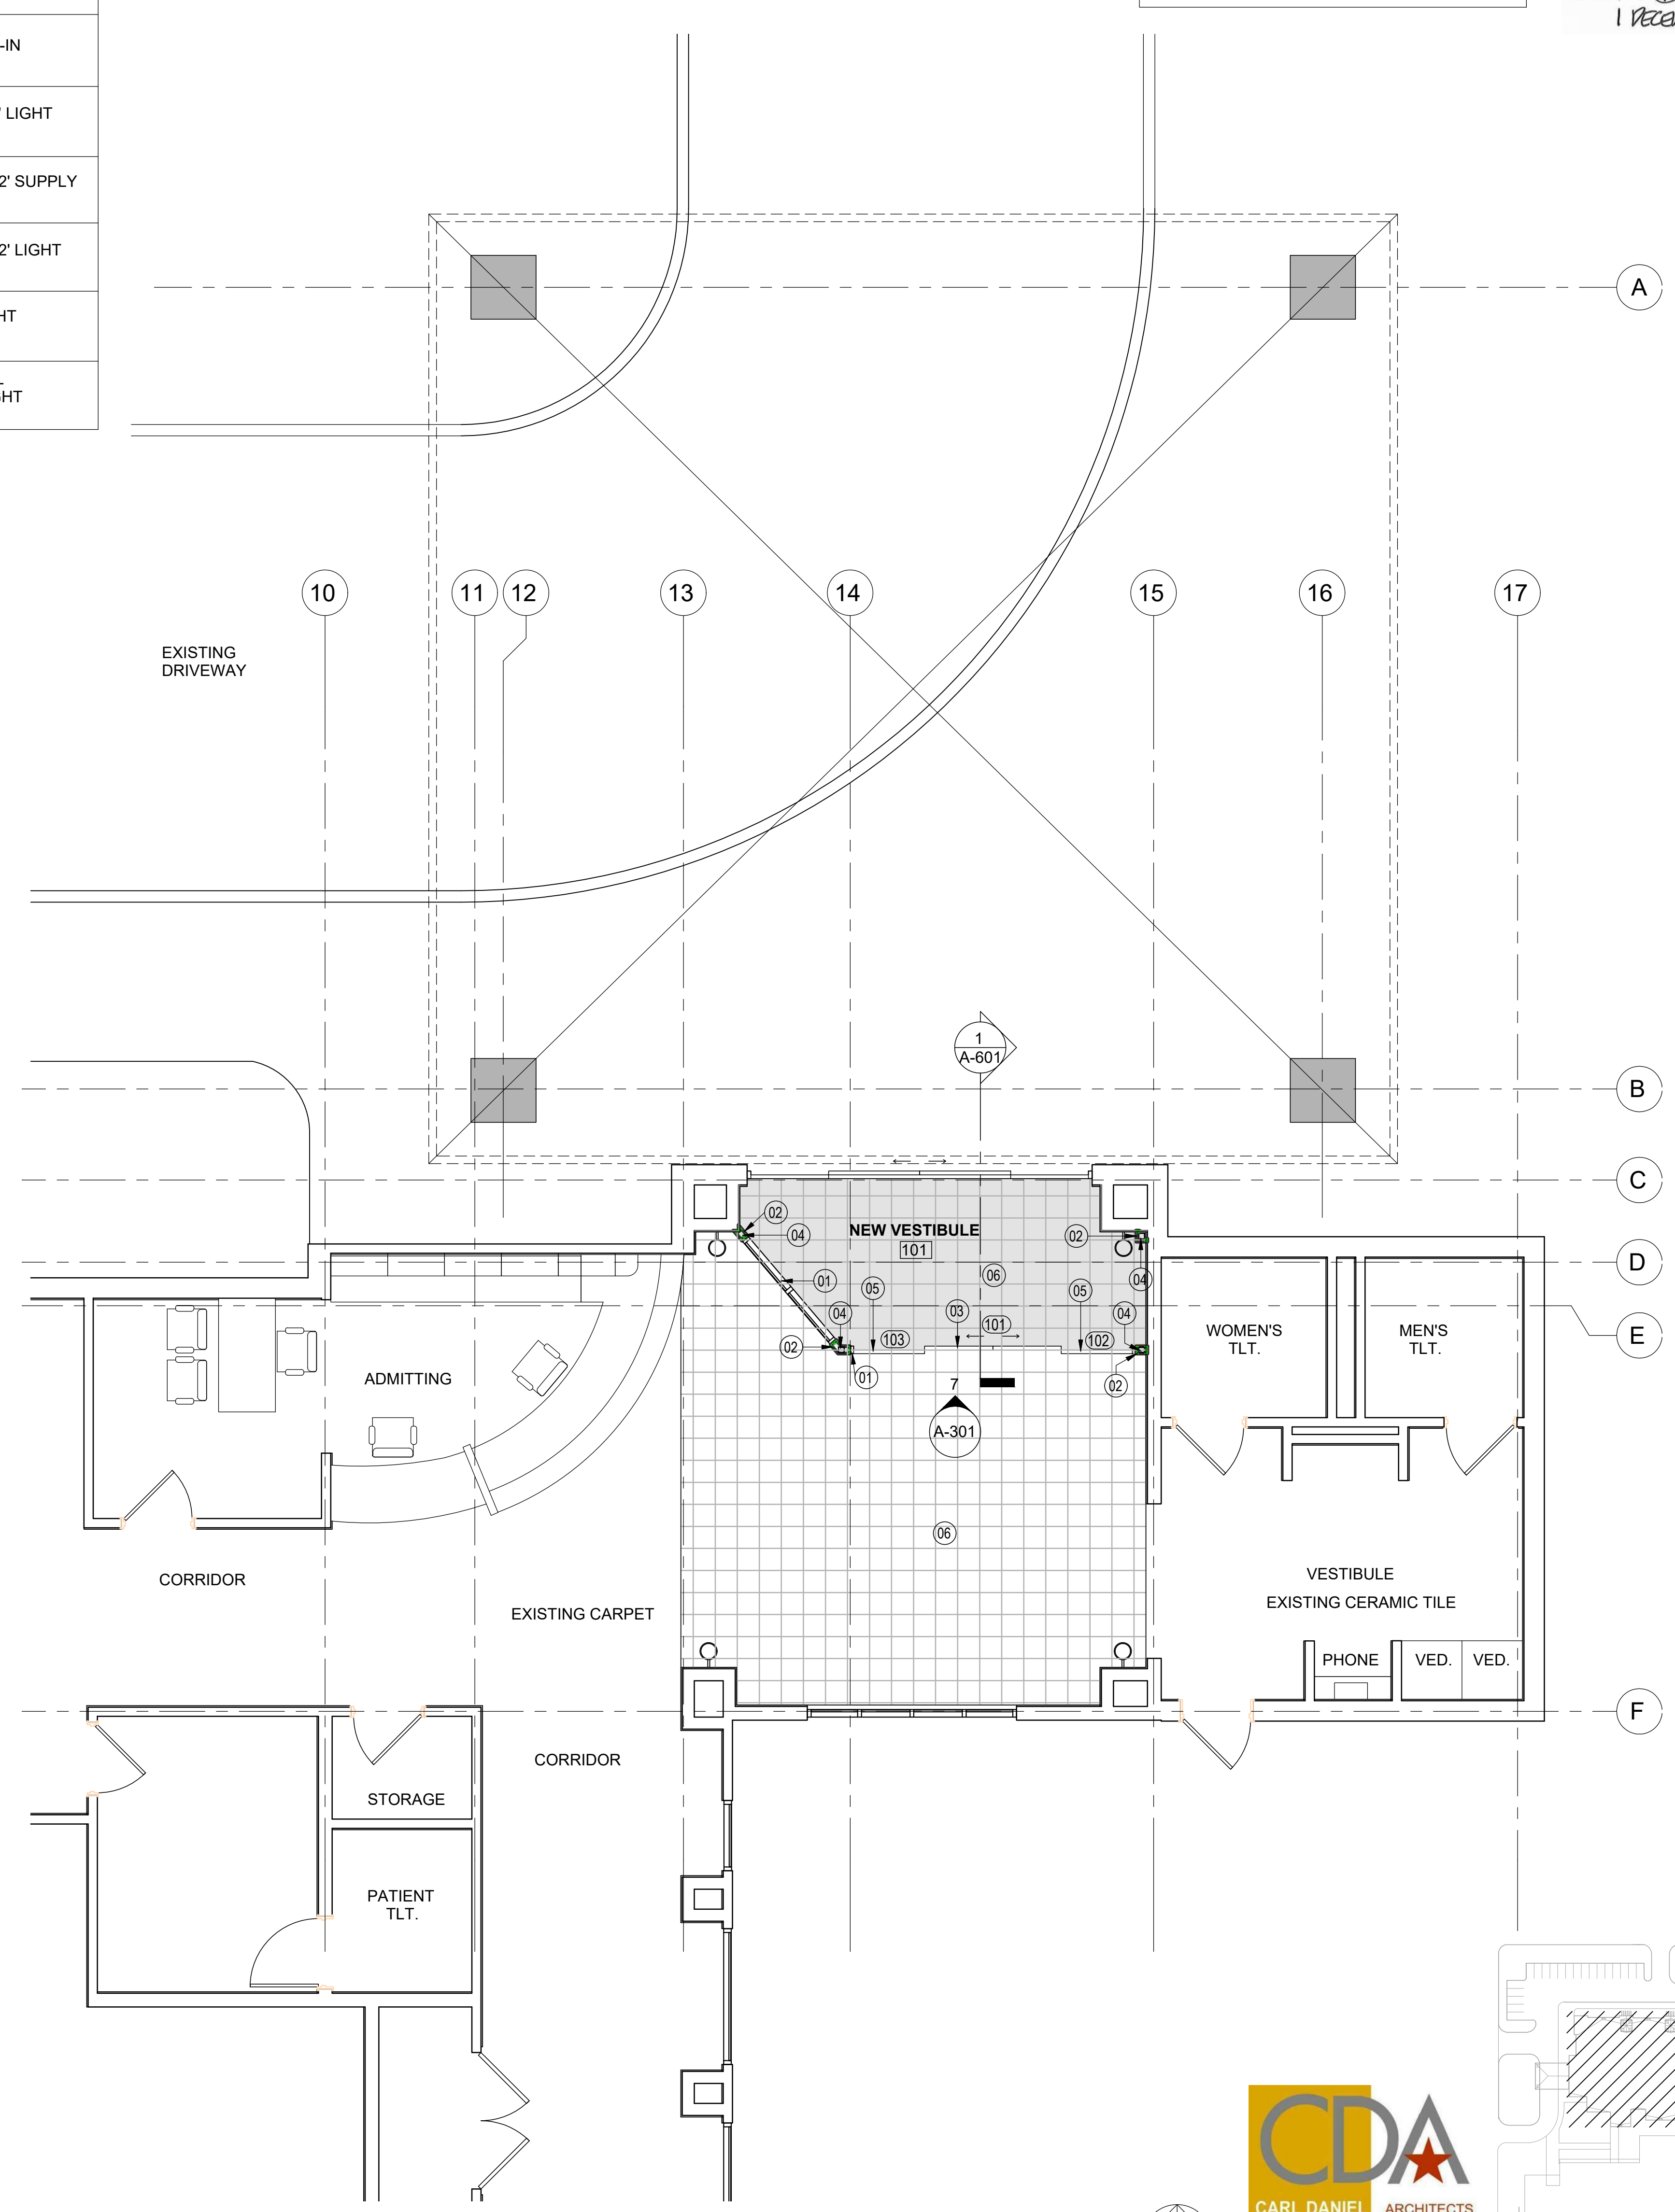 -IN
LIGHT
2' SUPPLY
2' LIGHT
HT
GHT
1
A
10
11
12
13
14
15
16
17
EXISTING
DRIVEWAY
1
A-601
B
C
D
E
F
02
04
NEW VESTIBULE
101
02
01
05
06
05
04
04
03
101
04
02
103
102
01
02
7
A-301
06
WOMEN'S
TLT.
MEN'S
TLT.
ADMITTING
CORRIDOR
EXISTING CARPET
VESTIBULE
EXISTING CERAMIC TILE
PHONE
VED.
VED.
CORRIDOR
STORAGE
PATIENT
TLT.
CDA
CARL DANIEL
ARCHITECTS